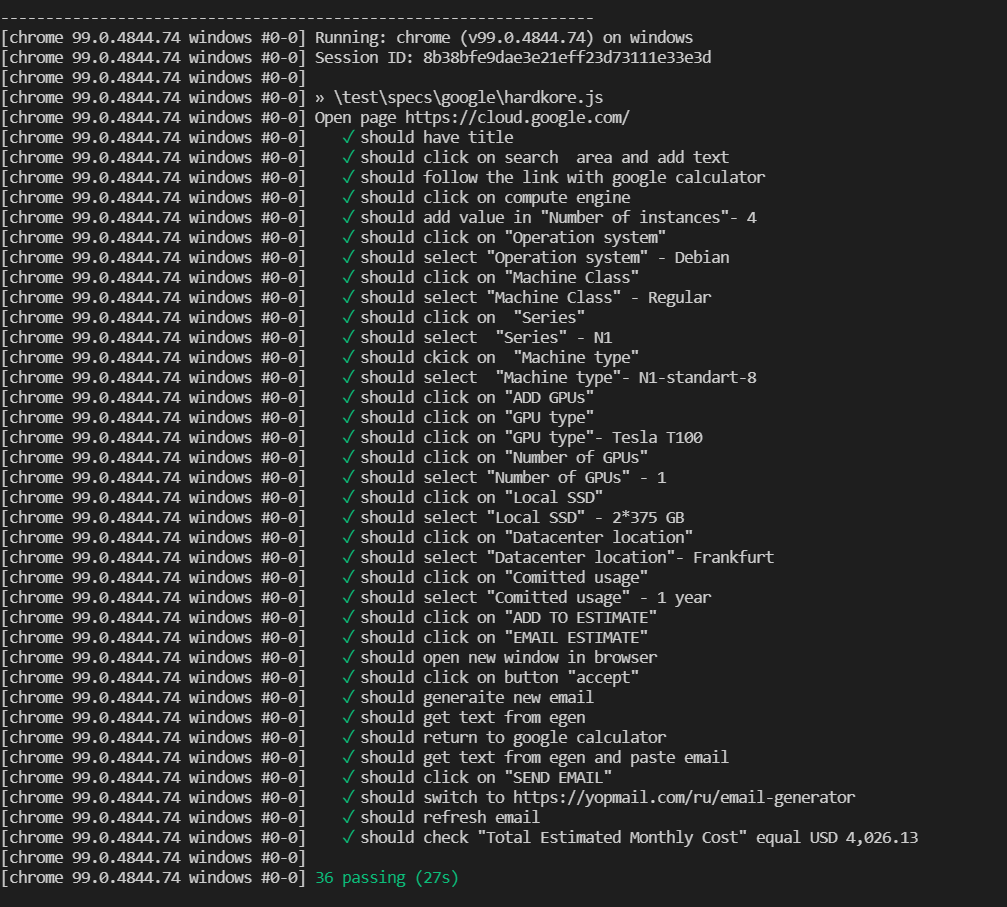 ------------------------------------------------------------------
[chrome 99.0.4844.74 windows #0-0] Running: chrome (v99.0.4844.74) on windows
[chrome 99.0.4844.74 windows #0-0] Session ID: 8b38bfe9dae3e21eff23d73111e33e3d
[chrome 99.0.4844.74 windows #0-0]
[chrome 99.0.4844.74 windows #0-0] » \test\specs\google\hardkore.js
[chrome 99.0.4844.74 windows #0-0] Open page https://cloud.google.com/
[chrome 99.0.4844.74 windows #0-0]    ✓ should have title
[chrome 99.0.4844.74 windows #0-0]    ✓ should click on search  area and add text
[chrome 99.0.4844.74 windows #0-0]    ✓ should follow the link with google calculator
[chrome 99.0.4844.74 windows #0-0]    ✓ should click on compute engine
[chrome 99.0.4844.74 windows #0-0]    ✓ should add value in "Number of instances"- 4
[chrome 99.0.4844.74 windows #0-0]    ✓ should click on "Operation system"
[chrome 99.0.4844.74 windows #0-0]    ✓ should select "Operation system" - Debian
[chrome 99.0.4844.74 windows #0-0]    ✓ should click on "Machine Class"
[chrome 99.0.4844.74 windows #0-0]    ✓ should select "Machine Class" - Regular
[chrome 99.0.4844.74 windows #0-0]    ✓ should click on  "Series"
[chrome 99.0.4844.74 windows #0-0]    ✓ should select  "Series" - N1
[chrome 99.0.4844.74 windows #0-0]    ✓ should ckick on  "Machine type"
[chrome 99.0.4844.74 windows #0-0]    ✓ should select  "Machine type"- N1-standart-8
[chrome 99.0.4844.74 windows #0-0]    ✓ should click on "ADD GPUs"
[chrome 99.0.4844.74 windows #0-0]    ✓ should click on "GPU type"
[chrome 99.0.4844.74 windows #0-0]    ✓ should click on "GPU type"- Tesla T100
[chrome 99.0.4844.74 windows #0-0]    ✓ should click on "Number of GPUs"
[chrome 99.0.4844.74 windows #0-0]    ✓ should select "Number of GPUs" - 1
[chrome 99.0.4844.74 windows #0-0]    ✓ should click on "Local SSD"
[chrome 99.0.4844.74 windows #0-0]    ✓ should select "Local SSD" - 2*375 GB
[chrome 99.0.4844.74 windows #0-0]    ✓ should click on "Datacenter location"
[chrome 99.0.4844.74 windows #0-0]    ✓ should select "Datacenter location"- Frankfurt
[chrome 99.0.4844.74 windows #0-0]    ✓ should click on "Comitted usage"
[chrome 99.0.4844.74 windows #0-0]    ✓ should select "Comitted usage" - 1 year
[chrome 99.0.4844.74 windows #0-0]    ✓ should click on "ADD TO ESTIMATE"
[chrome 99.0.4844.74 windows #0-0]    ✓ should click on "EMAIL ESTIMATE"
[chrome 99.0.4844.74 windows #0-0]    ✓ should open new window in browser
[chrome 99.0.4844.74 windows #0-0]    ✓ should click on button "accept"
[chrome 99.0.4844.74 windows #0-0]    ✓ should generaite new email
[chrome 99.0.4844.74 windows #0-0]    ✓ should get text from egen
[chrome 99.0.4844.74 windows #0-0]    ✓ should return to google calculator
[chrome 99.0.4844.74 windows #0-0]    ✓ should get text from egen and paste email
[chrome 99.0.4844.74 windows #0-0]    ✓ should click on "SEND EMAIL"
[chrome 99.0.4844.74 windows #0-0]    ✓ should switch to https://yopmail.com/ru/email-generator
[chrome 99.0.4844.74 windows #0-0]    ✓ should refresh email
[chrome 99.0.4844.74 windows #0-0]    ✓ should check "Total Estimated Monthly Cost" equal USD 4,026.13
[chrome 99.0.4844.74 windows #0-0]
[chrome 99.0.4844.74 windows #0-0] 36 passing (27s)